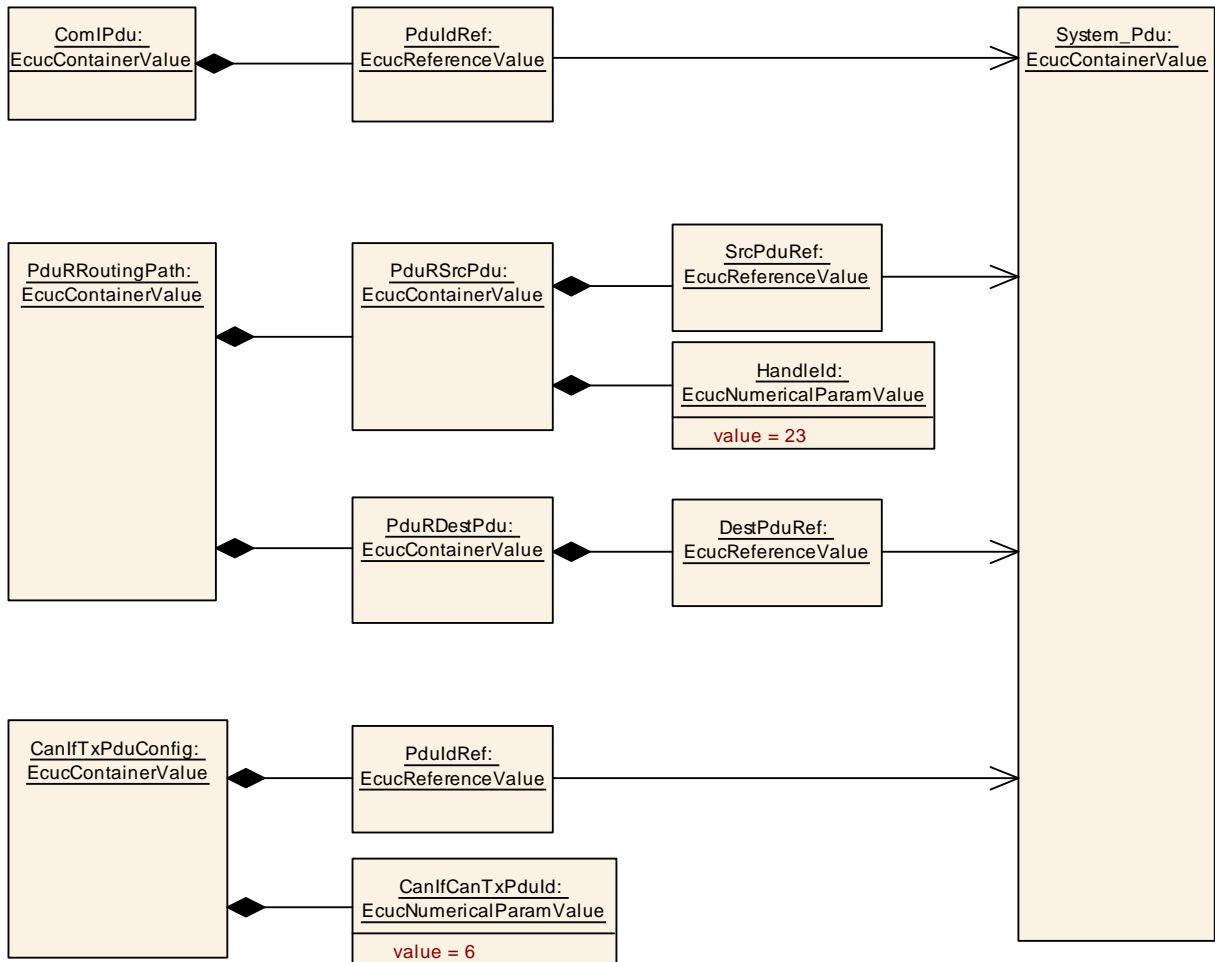 ComIPdu:
EcucContainerValue
PduIdRef:
EcucReferenceValue
System_Pdu:
EcucContainerValue
PduRRoutingPath:
EcucContainerValue
PduRSrcPdu:
EcucContainerValue
SrcPduRef:
EcucReferenceValue
HandleId:
EcucNumericalParamValue
value = 23
PduRDestPdu:
EcucContainerValue
DestPduRef:
EcucReferenceValue
CanIfTxPduConfig:
EcucContainerValue
PduIdRef:
EcucReferenceValue
CanIfCanTxPduId:
EcucNumericalParamValue
value = 6